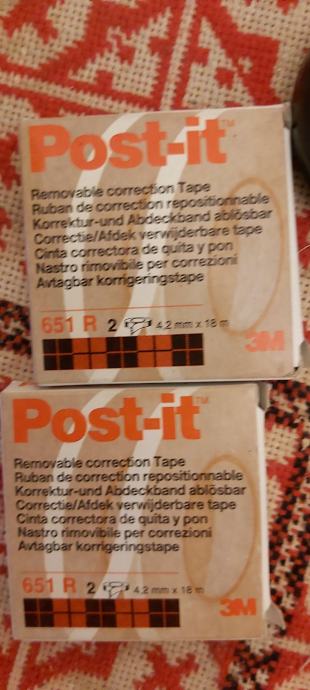 Post-it™
Removable correction Tape
Ruban de correction repositionnable
Korrektur-und Abdeckband ablösbar
Correctie/Afdek verwijderbare tape
Cinta correctora de quita y pon
Nastro rimovibile per correzioni
Avtagbar korrigeringstape
651 R 2 4,2 mm x 18 m
3M
Post-it™
Removable correction Tape
Ruban de correction repositionnable
Korrektur-und Abdeckband ablösbar
Correctie/Afdek verwijderbare tape
Cinta correctora de quita y pon
Nastro rimovibile per correzioni
Avtagbar korrigeringstape
651 R 2 4,2 mm x 18 m
3M